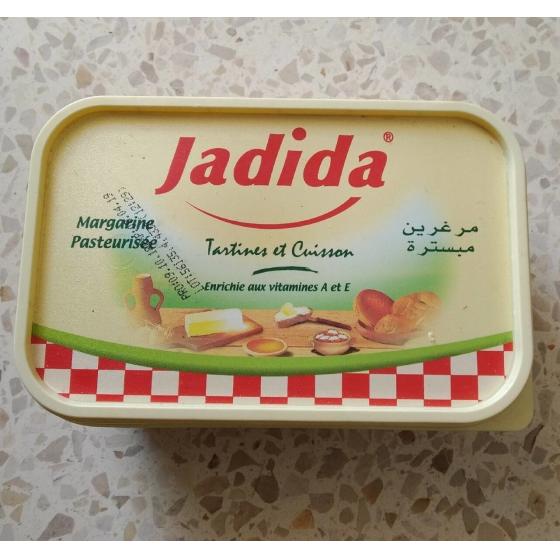 Jadida®
Margarine
Pasteurisée
مرغرين
مبسترة
Tartines et Cuisson
Enrichie aux vitamines A et E